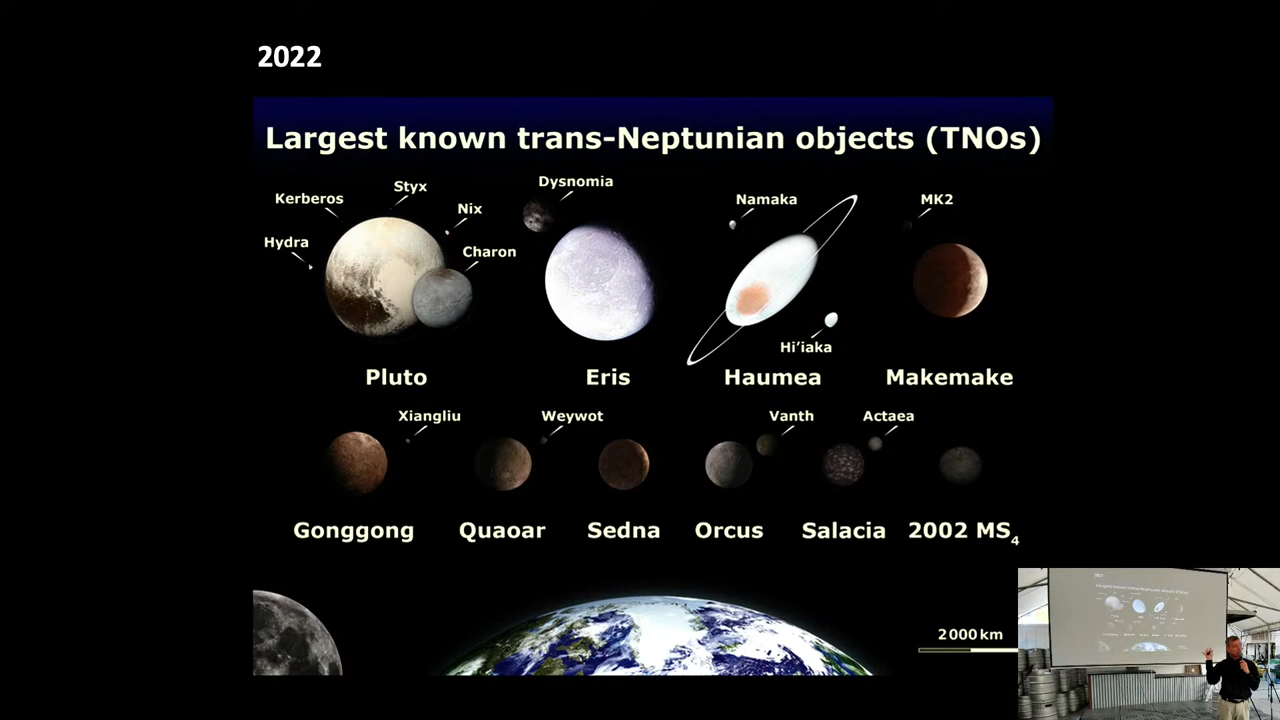 2022
Largest known trans-Neptunian objects (TNOs)
Kerberos
Styx
Nix
Hydra
Charon
Dysnomia
Namaka
Hi'iaka
MK2
Pluto
Eris
Haumea
Makemake
Xiangliu
Weywot
Vanth
Actaea
Gonggong
Quaoar
Sedna
Orcus
Salacia
2002 MS4
2000 km